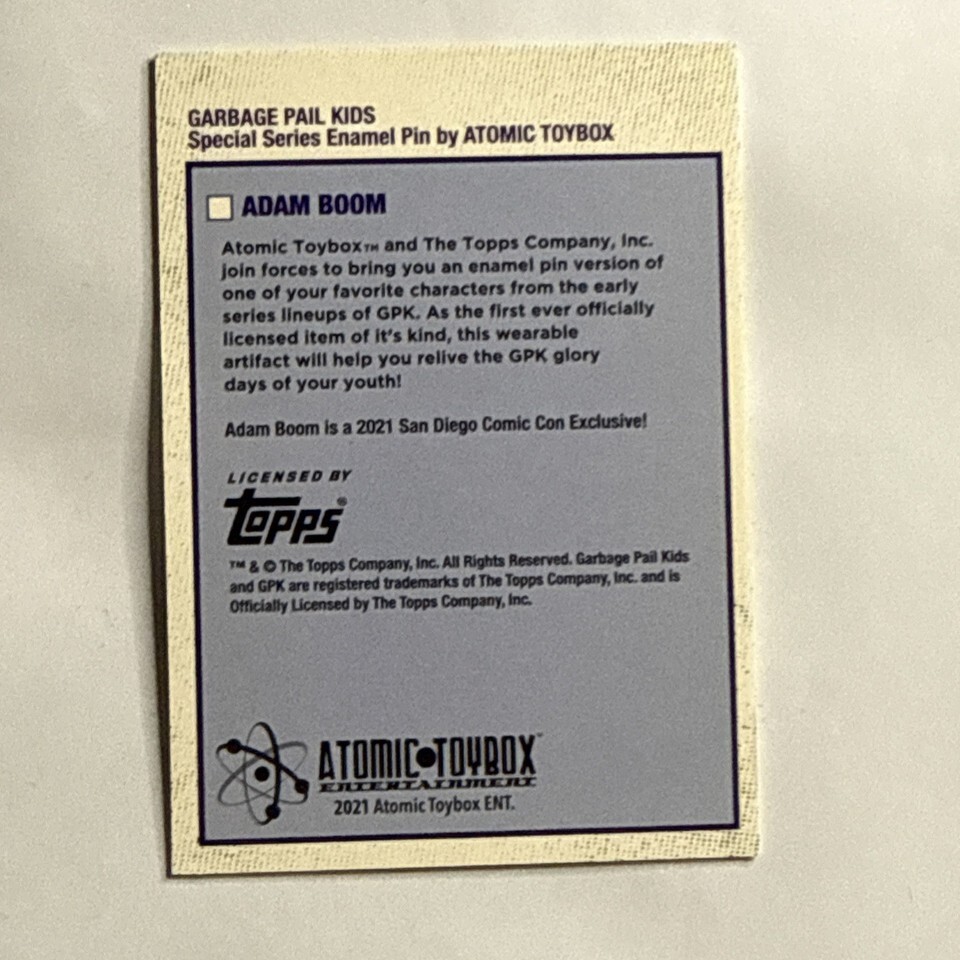 GARBAGE PAIL KIDS
Special Series Enamel Pin by ATOMIC TOYBOX
ADAM BOOM
Atomic Toybox™ and The Topps Company, Inc.
join forces to bring you an enamel pin version of
one of your favorite characters from the early
series lineups of GPK. As the first ever officially
licensed item of it's kind, this wearable
artifact will help you relive the GPK glory
days of your youth!
Adam Boom is a 2021 San Diego Comic Con Exclusive!
LICENSED BY
topps®
™ & © The Topps Company, Inc. All Rights Reserved. Garbage Pail Kids
and GPK are registered trademarks of The Topps Company, Inc. and is
Officially Licensed by The Topps Company, Inc.
ATOMIC•TOYBOX™
ENTERTAINMENT
2021 Atomic Toybox ENT.